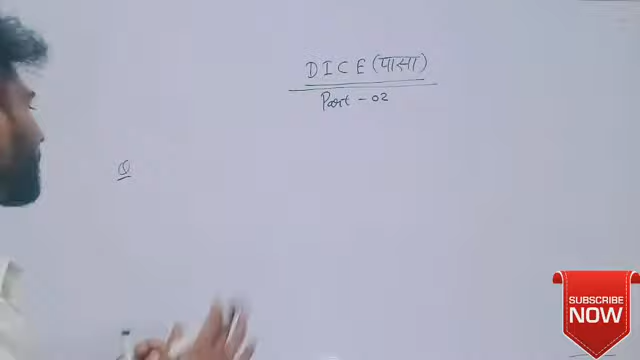 DICE (पासा)
Part - 02
Q
SUBSCRIBE
NOW